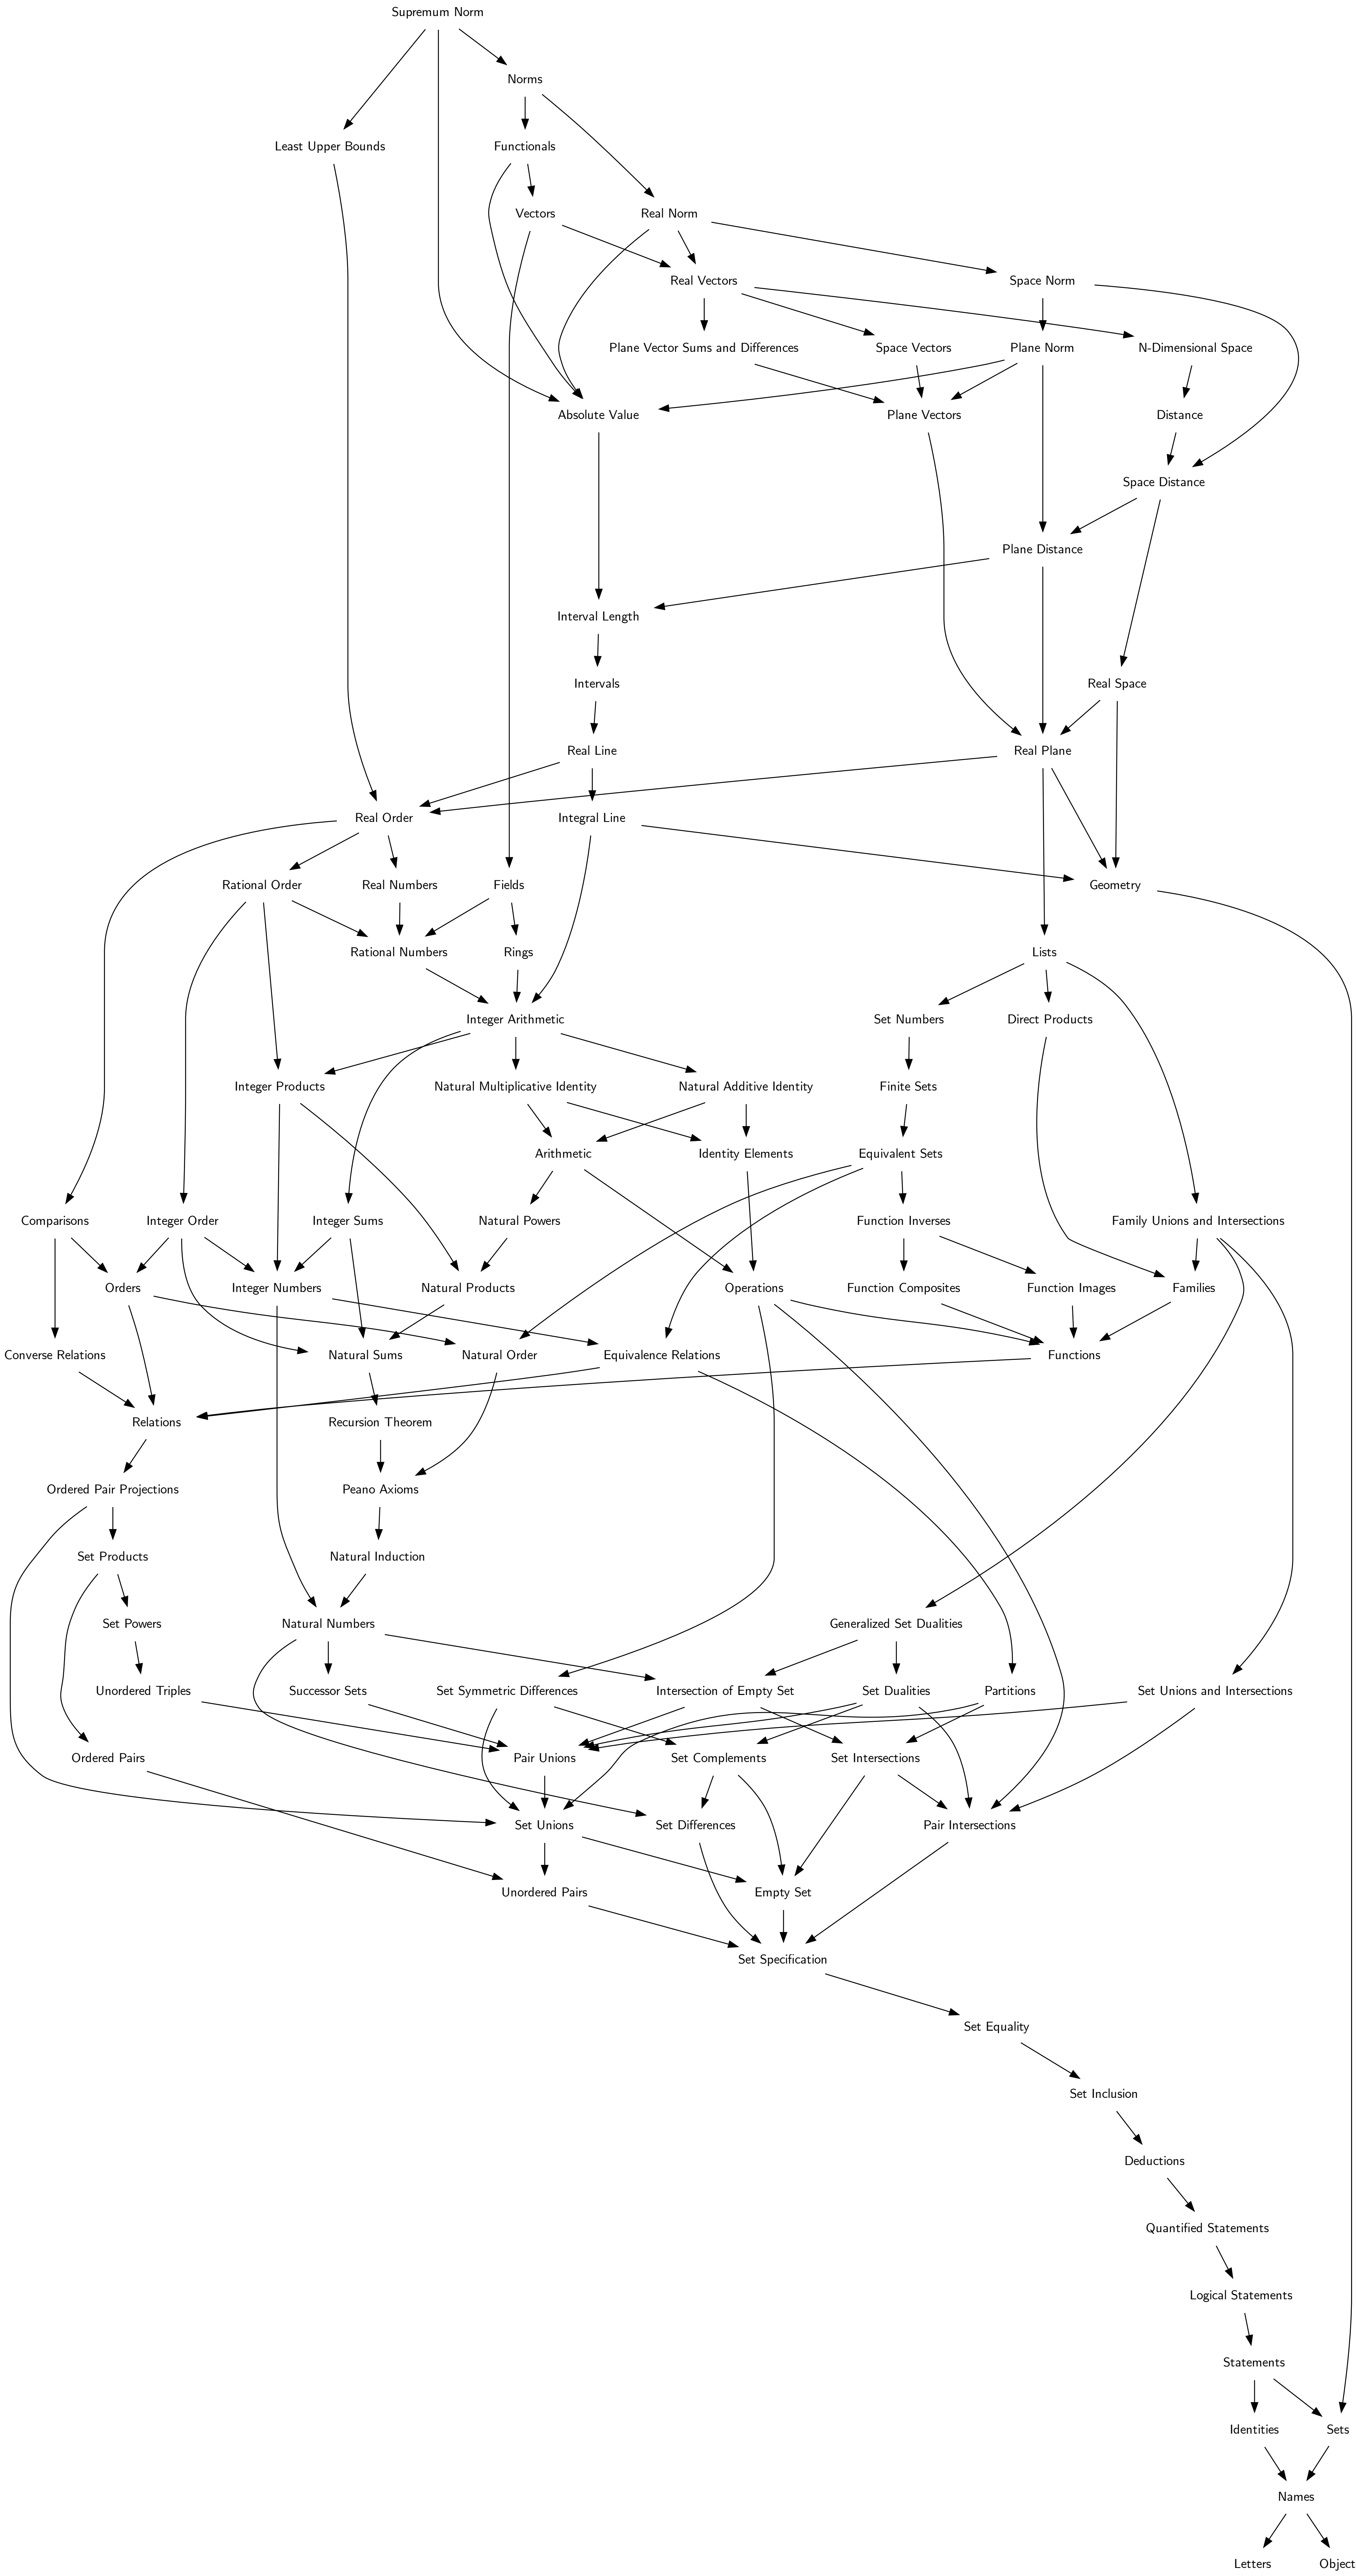 Supremum Norm
Norms
Least Upper Bounds
Functionals
Vectors
Real Norm
Real Vectors
Space Norm
Plane Vector Sums and Differences
Space Vectors
Plane Norm
N-Dimensional Space
Absolute Value
Plane Vectors
Distance
Space Distance
Plane Distance
Interval Length
Intervals
Real Space
Real Line
Real Plane
Real Order
Integral Line
Rational Order
Real Numbers
Fields
Geometry
Rational Numbers
Rings
Lists
Integer Arithmetic
Set Numbers
Direct Products
Integer Products
Natural Multiplicative Identity
Natural Additive Identity
Finite Sets
Arithmetic
Identity Elements
Equivalent Sets
Comparisons
Integer Order
Integer Sums
Natural Powers
Function Inverses
Family Unions and Intersections
Orders
Integer Numbers
Natural Products
Operations
Function Composites
Function Images
Families
Converse Relations
Natural Sums
Natural Order
Equivalence Relations
Functions
Relations
Recursion Theorem
Ordered Pair Projections
Peano Axioms
Set Products
Natural Induction
Set Powers
Natural Numbers
Generalized Set Dualities
Unordered Triples
Successor Sets
Set Symmetric Differences
Intersection of Empty Set
Set Dualities
Partitions
Set Unions and Intersections
Ordered Pairs
Pair Unions
Set Complements
Set Intersections
Set Unions
Set Differences
Pair Intersections
Unordered Pairs
Empty Set
Set Specification
Set Equality
Set Inclusion
Deductions
Quantified Statements
Logical Statements
Statements
Identities
Sets
Names
Letters
Object